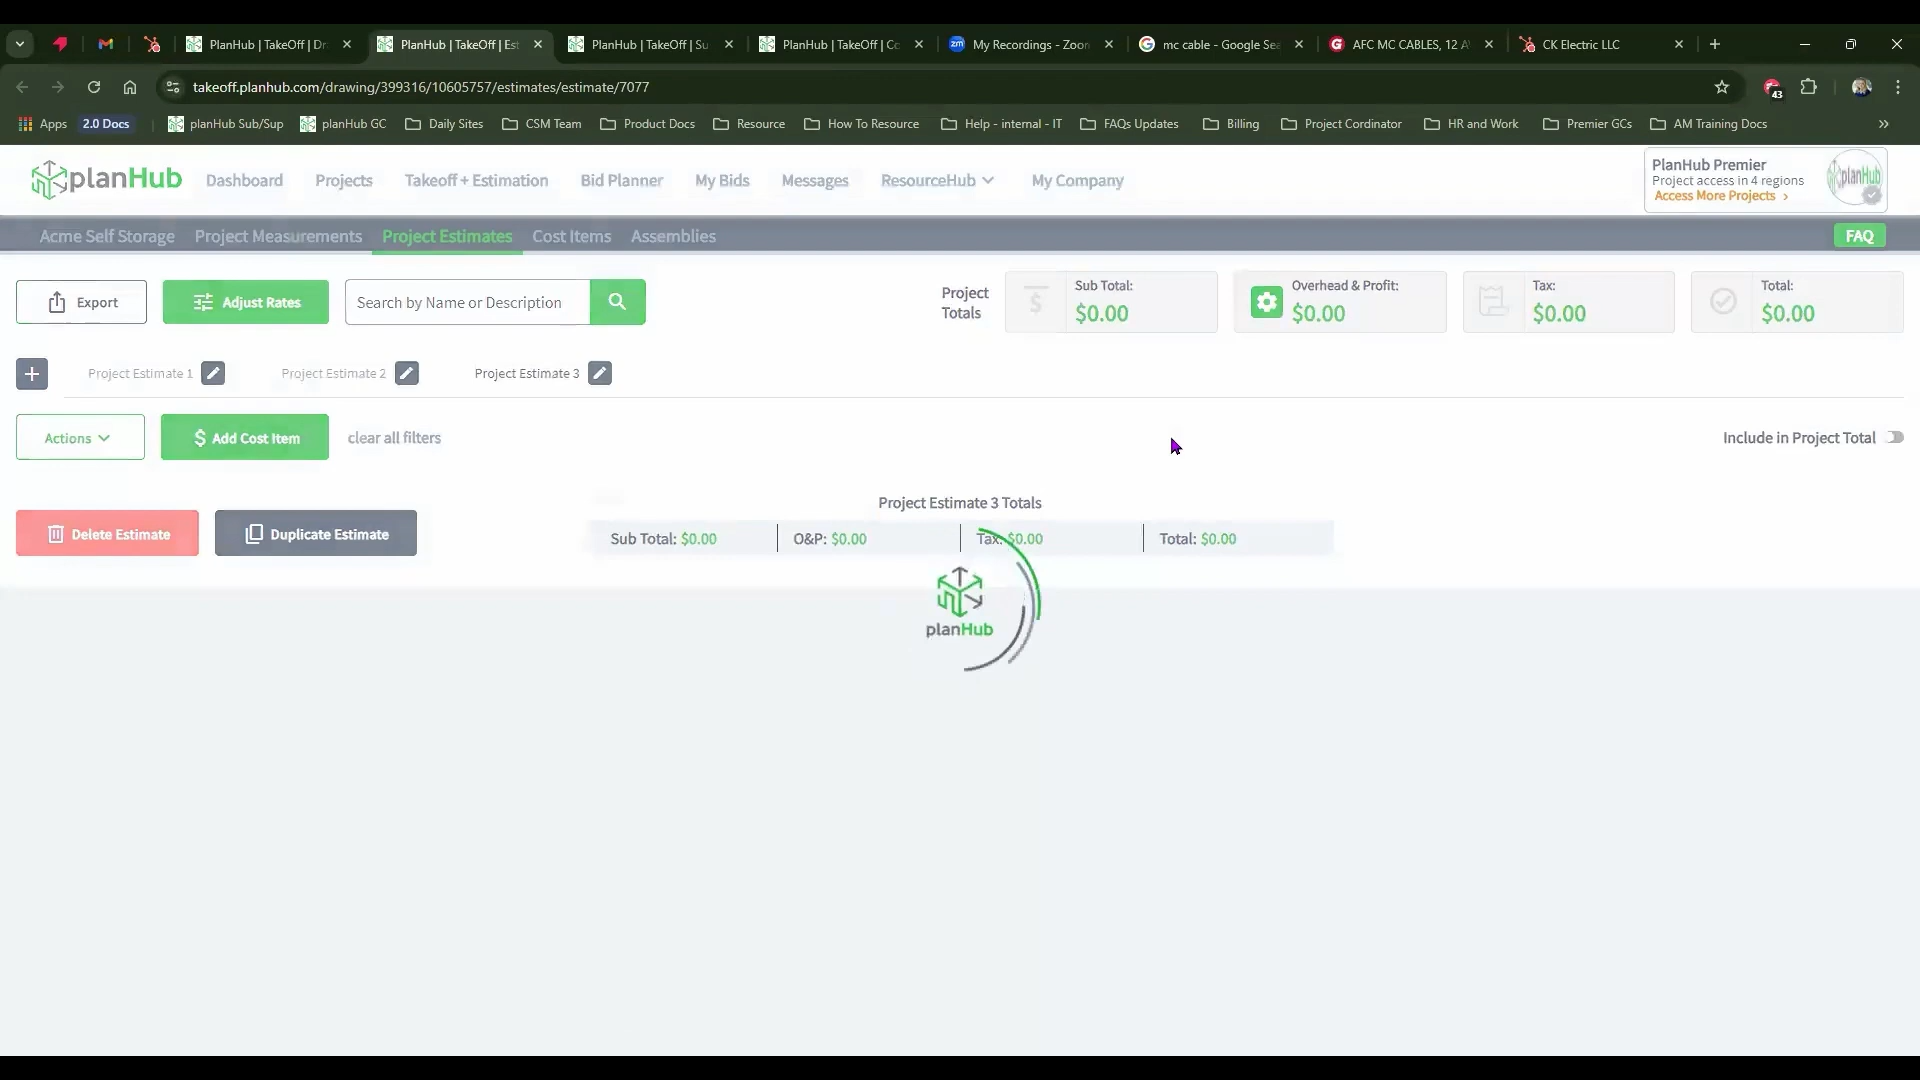 PlanHub | TakeOff | Dr
PlanHub | TakeOff | Est
PlanHub | TakeOff | Su
PlanHub | TakeOff | Co
My Recordings - Zoom
mc cable - Google Sea
AFC MC CABLES, 12 A
CK Electric LLC
takeoff.planhub.com/drawing/399316/10605757/estimates/estimate/7077
43
Apps
2.0 Docs
planHub Sub/Sup
planHub GC
Daily Sites
CSM Team
Product Docs
Resource
How To Resource
Help - internal - IT
FAQs Updates
Billing
Project Cordinator
HR and Work
Premier GCs
AM Training Docs
»
planHub
Dashboard
Projects
Takeoff + Estimation
Bid Planner
My Bids
Messages
ResourceHub
My Company
PlanHub Premier
Project access in 4 regions
Access More Projects ›
planHub
Acme Self Storage
Project Measurements
Project Estimates
Cost Items
Assemblies
FAQ
Export
Adjust Rates
Search by Name or Description
Project
Totals
Sub Total:
$0.00
Overhead & Profit:
$0.00
Tax:
$0.00
Total:
$0.00
Project Estimate 1
Project Estimate 2
Project Estimate 3
Actions
$ Add Cost Item
clear all filters
Include in Project Total
Delete Estimate
Duplicate Estimate
Project Estimate 3 Totals
Sub Total: $0.00
O&P: $0.00
Tax: $0.00
Total: $0.00
planHub